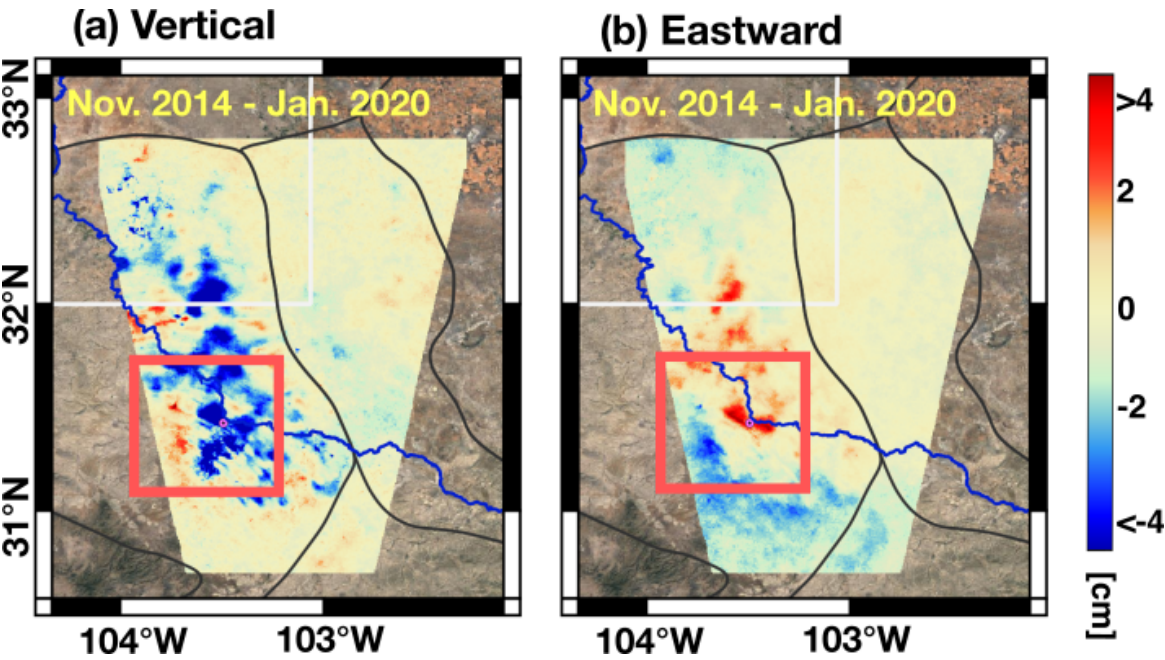 (a) Vertical
(b) Eastward
Nov. 2014 - Jan. 2020
Nov. 2014 - Jan. 2020
33°N
32°N
31°N
104°W
103°W
104°W
103°W
>4
2
0
-2
<-4
[cm]